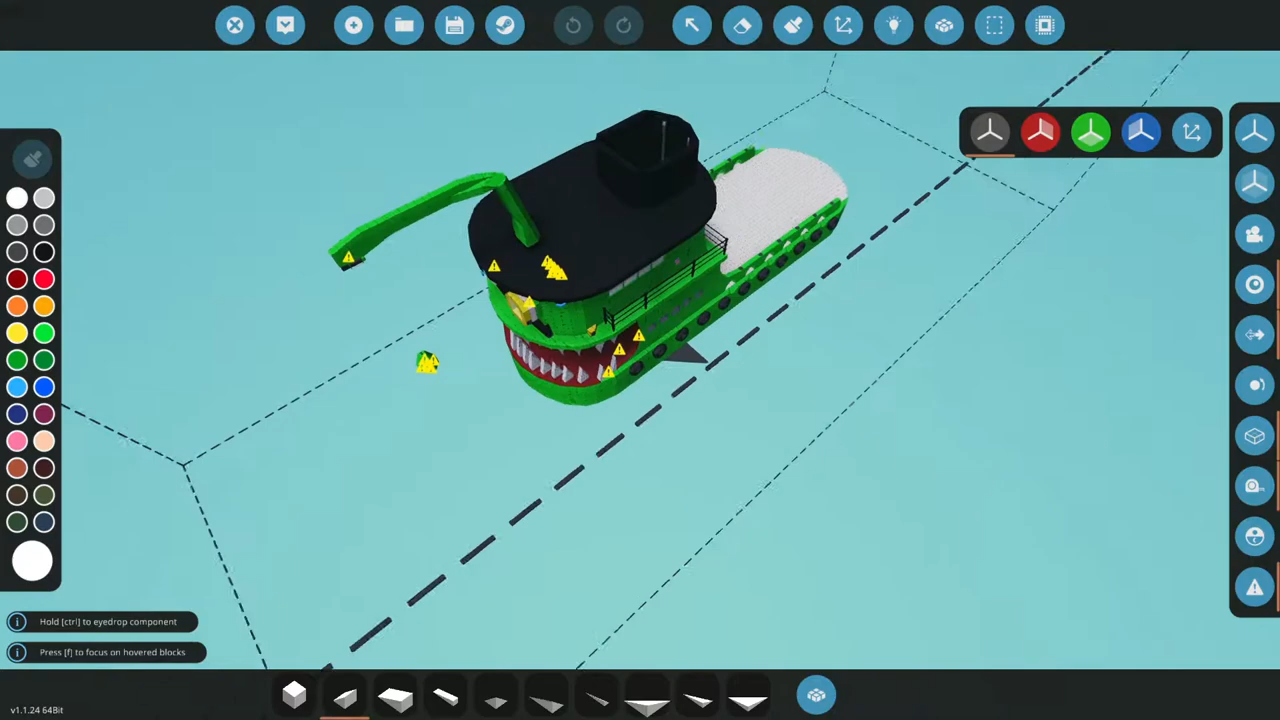 Hold [ctrl] to eyedrop component
Press [f] to focus on hovered blocks
v1.1.24 64Bit